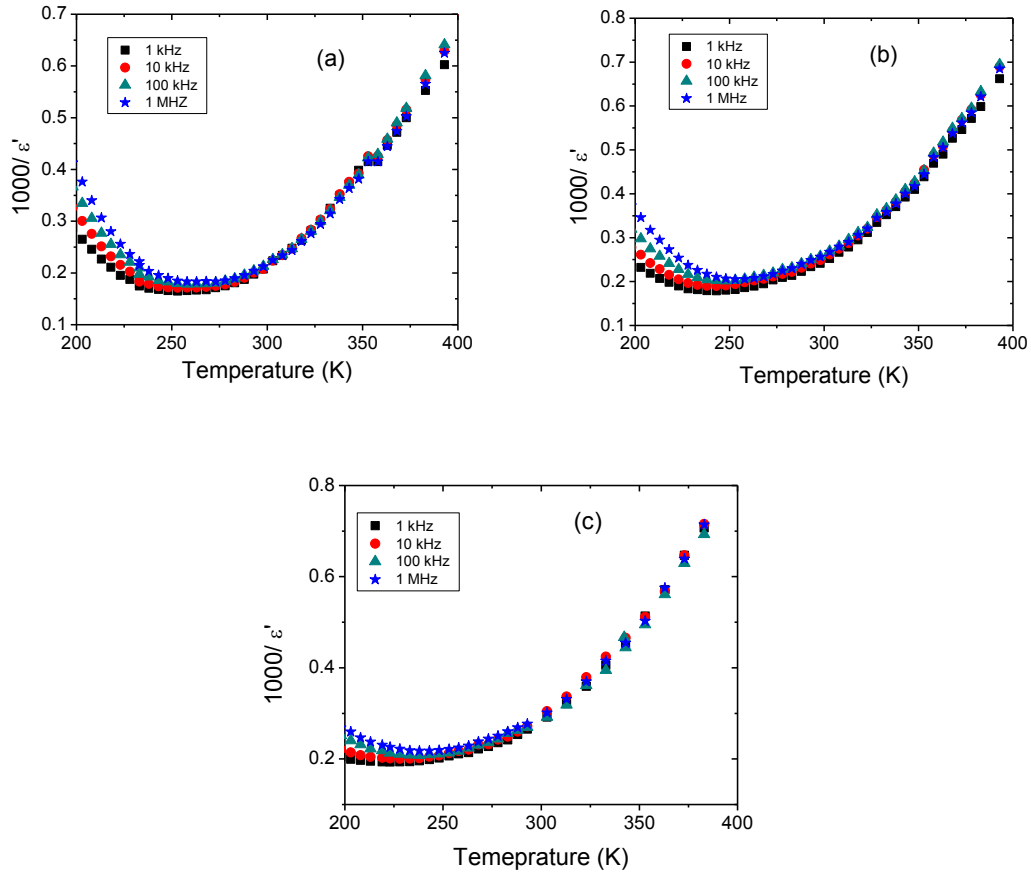 (a)
1 kHz
10 kHz
100 kHz
1 MHZ
1000/ ε'
0.7
0.6
0.5
0.4
0.3
0.2
0.1
200 250 300 350 400
Temperature (K)
(b)
1 kHz
10 kHz
100 kHz
1 MHz
1000/ ε'
0.8
0.7
0.6
0.5
0.4
0.3
0.2
0.1
200 250 300 350 400
Temperature (K)
(c)
1 kHz
10 kHz
100 kHz
1 MHz
1000/ ε'
0.8
0.6
0.4
0.2
200 250 300 350 400
Temeprature (K)